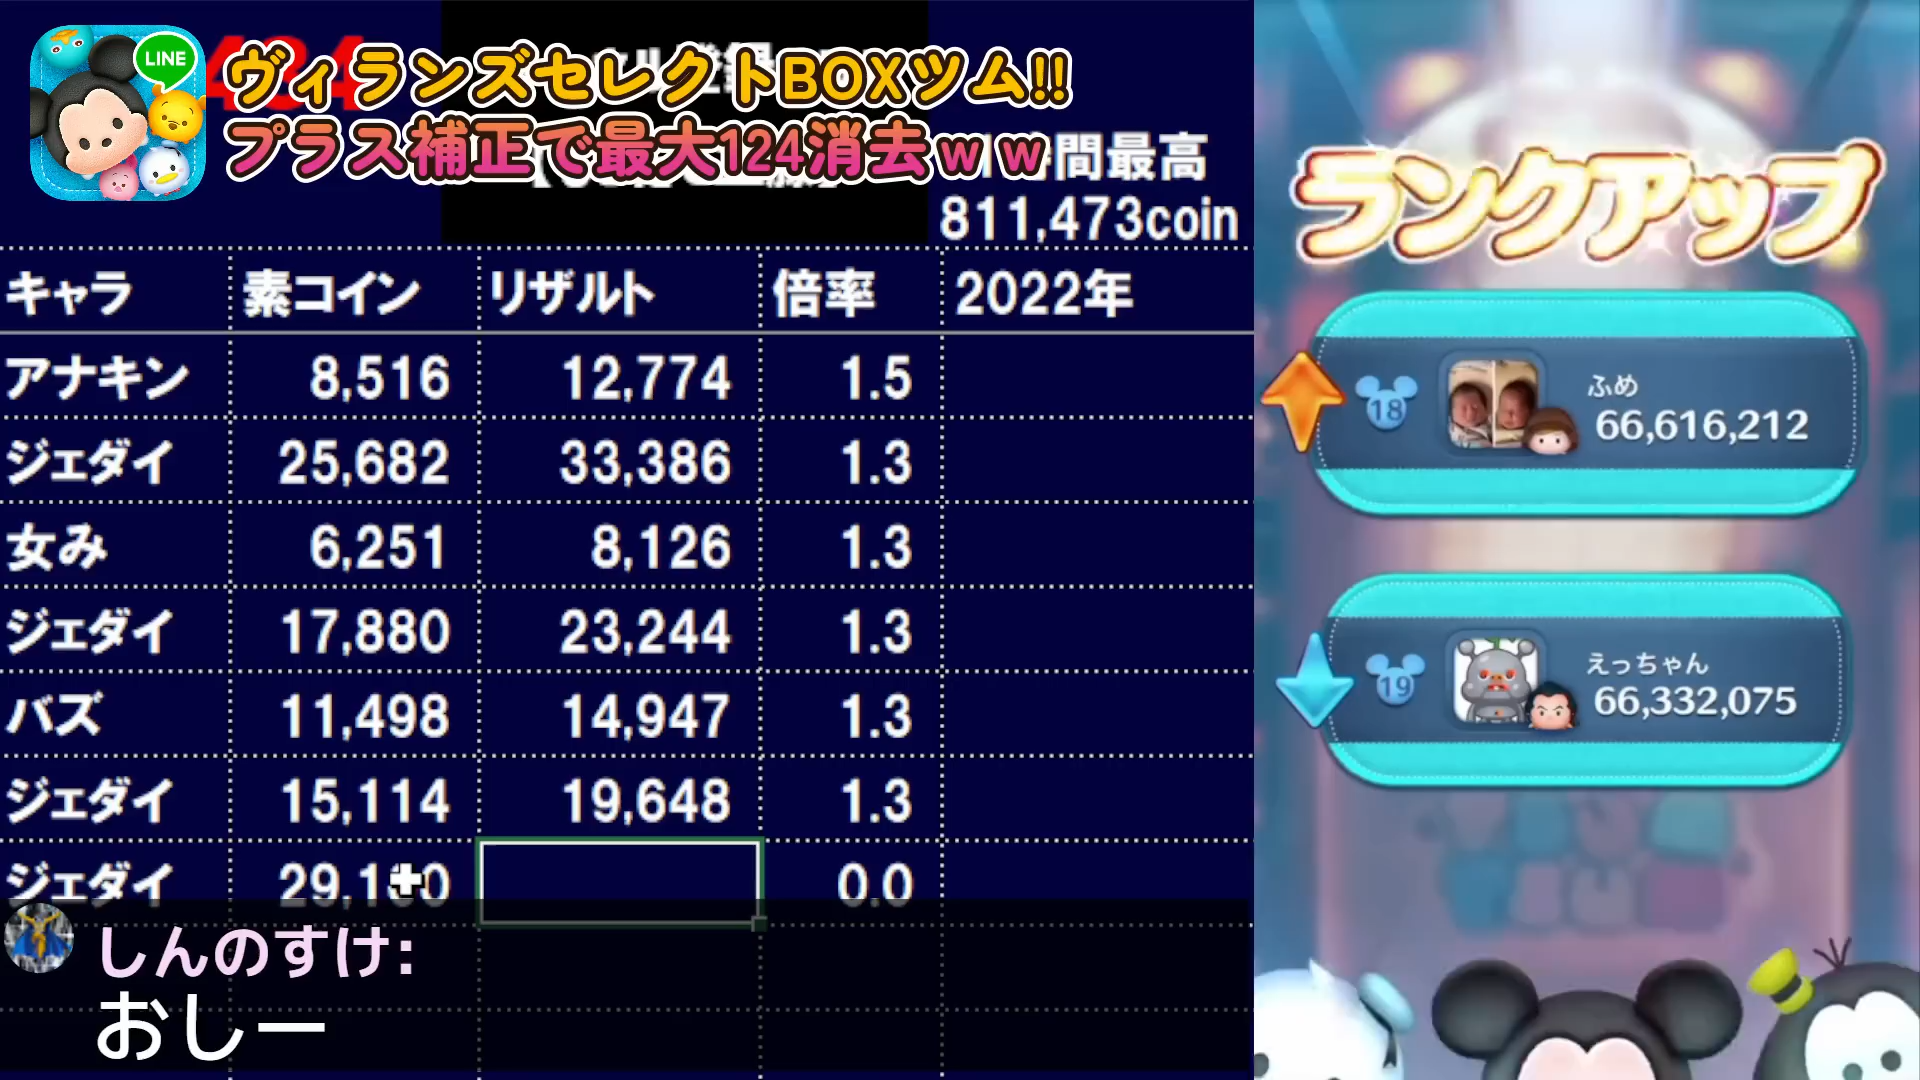 LINE
ヴィランズセレクトBOXツム!!
プラス補正で最大124消去ｗｗ
間最高
811,473coin
キャラ 素コイン リザルト 倍率 2022年
アナキン 8,516 12,774 1.5
ジェダイ 25,682 33,386 1.3
女み 6,251 8,126 1.3
ジェダイ 17,880 23,244 1.3
バズ 11,498 14,947 1.3
ジェダイ 15,114 19,648 1.3
ジェダイ 0.0
しんのすけ:
おしー
ランクアップ
18 ふめ
66,616,212
19 えっちゃん
66,332,075